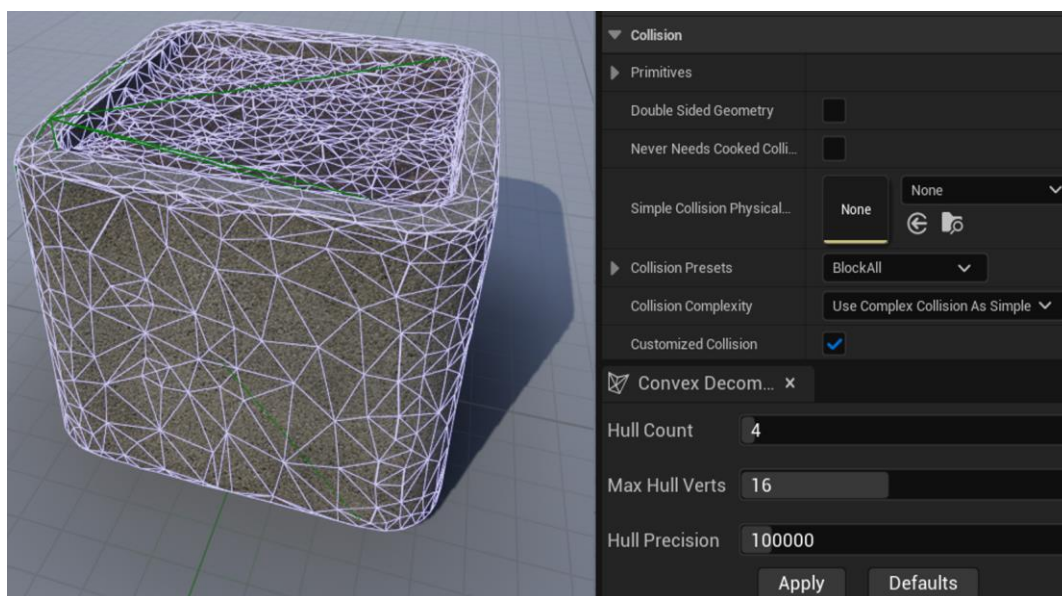 Collision
Primitives
Double Sided Geometry
Never Needs Cooked Colli...
Simple Collision Physical...
None
None
Collision Presets
BlockAll
Collision Complexity
Use Complex Collision As Simple
Customized Collision
Convex Decom... ×
Hull Count 4
Max Hull Verts 16
Hull Precision 100000
Apply Defaults